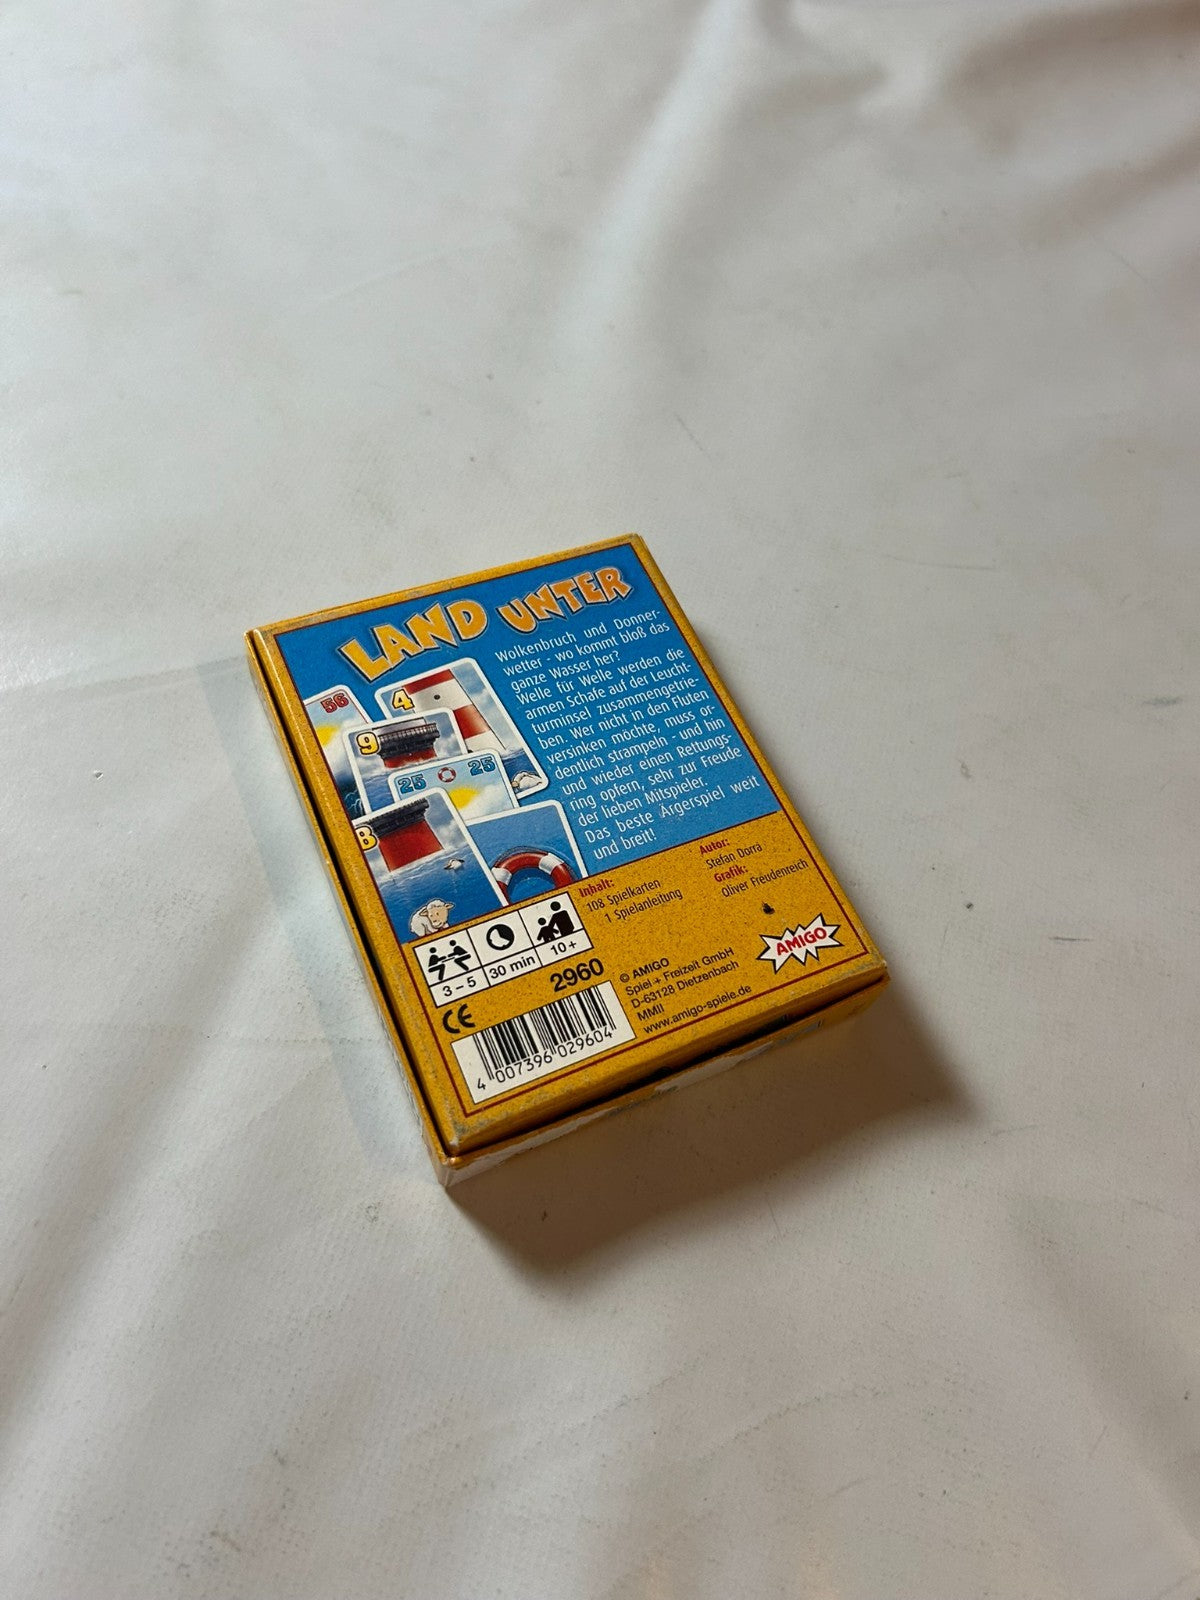 LAND UNTER
Wolkenbruch und Donner-
wetter - wo kommt bloß das
ganze Wasser her?
Welle für Welle werden die
armen Schafe auf der Leucht-
turminsel zusammengetrie-
ben. Wer nicht in den Fluten
versinken möchte, muss or-
dentlich strampeln - und hin
und wieder einen Rettungs-
ring opfern, sehr zur Freude
der lieben Mitspieler.
Das beste Ärgerspiel weit
und breit!
56
4
9
25 25
8
Inhalt:
108 Spielkarten
1 Spielanleitung
Autor:
Stefan Dorra
Grafik:
Oliver Freudenreich
3 – 5
30 min
10+
CE
2960
4 007396 029604
© AMIGO
Spiel + Freizeit GmbH
D-63128 Dietzenbach
MMII
www.amigo-spiele.de
AMIGO